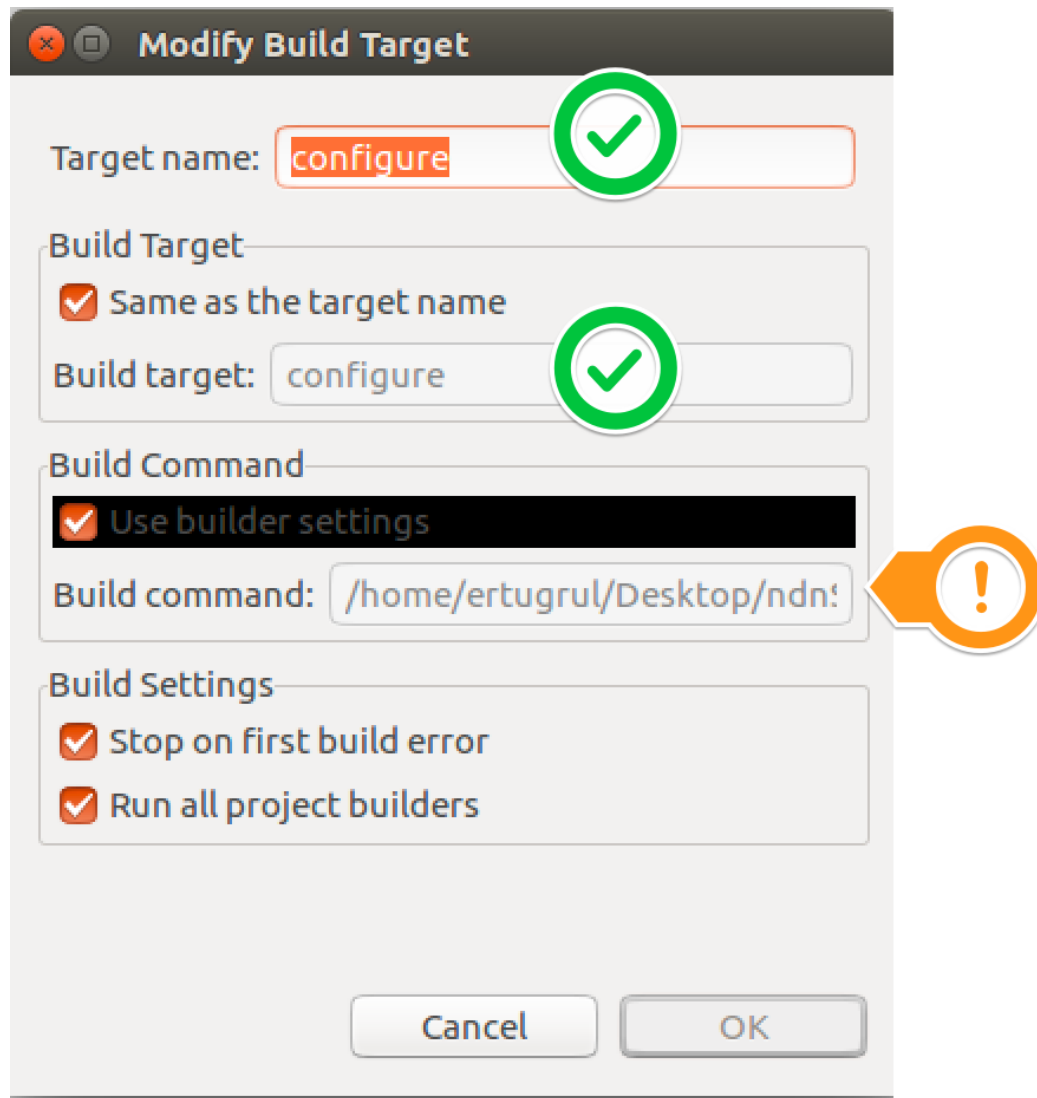 Modify Build Target
Target name: configure
Build Target
Same as the target name
Build target: configure
Build Command
Use builder settings
Build command: /home/ertugrul/Desktop/ndn
Build Settings
Stop on first build error
Run all project builders
Cancel OK